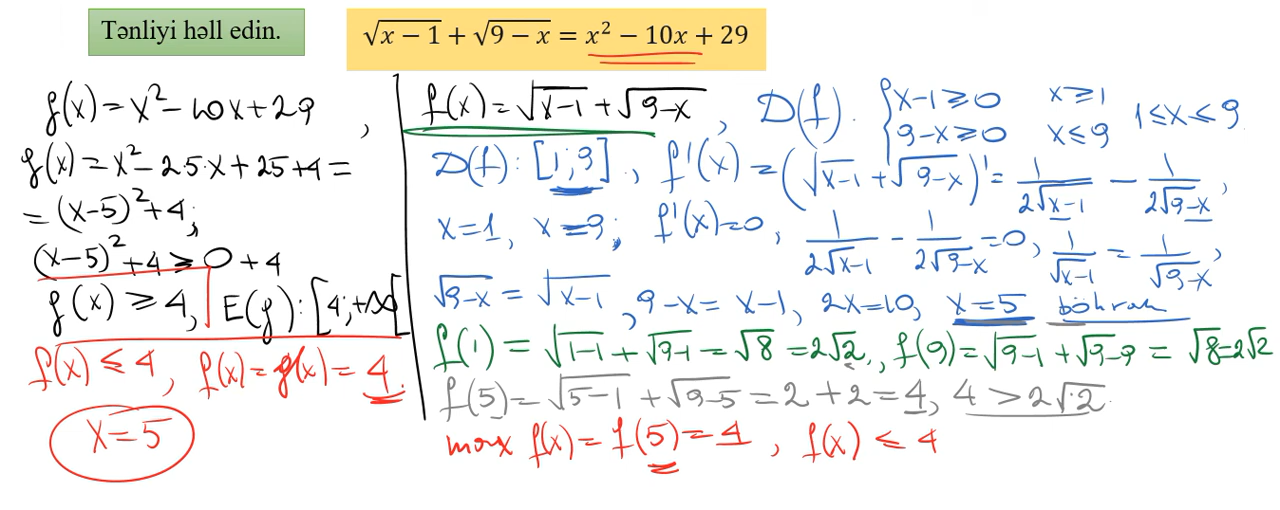 Tənliyi həll edin.
√x − 1 + √9 − x = x² − 10x + 29
g(x) = x² − 10x + 29,
g(x) = x² − 2·5·x + 25 + 4 =
= (x−5)² + 4;
(x−5)² + 4 ≥ 0 + 4
g(x) ≥ 4, E(g): [4; +∞[
f(x) ≤ 4, f(x) = g(x) = 4
x = 5
f(x) = √x−1 + √9−x, D(f): { x−1 ≥ 0 x ≥ 1 1 ≤ x ≤ 9
9−x ≥ 0 x ≤ 9
D(f): [1; 9], f'(x) = (√x−1 + √9−x)' = 1/2√x−1 − 1/2√9−x,
x = 1, x = 9; f'(x) = 0, 1/2√x−1 − 1/2√9−x = 0, 1/√x−1 = 1/√9−x,
√9−x = √x−1, 9−x = x−1, 2x = 10, x = 5 böhran
f(1) = √1−1 + √9−1 = √8 = 2√2, f(9) = √9−1 + √9−9 = √8 = 2√2
f(5) = √5−1 + √9−5 = 2 + 2 = 4, 4 > 2√2
max f(x) = f(5) = 4, f(x) ≤ 4